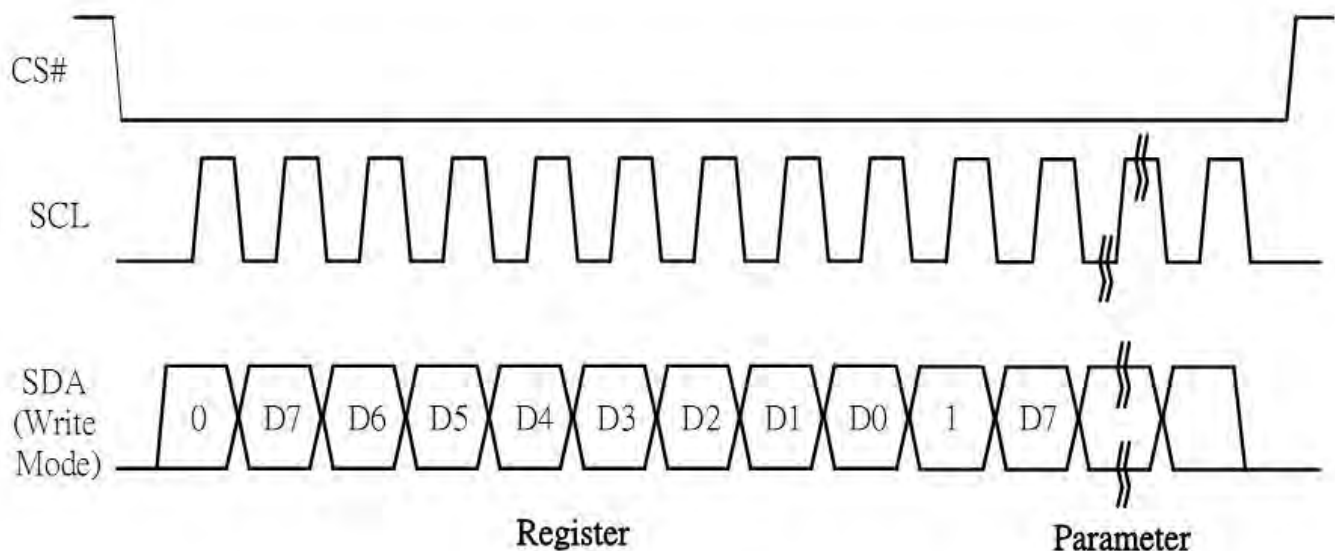 CS#
SCL
SDA
(Write
Mode)
0 D7 D6 D5 D4 D3 D2 D1 D0 1 D7
Register Parameter